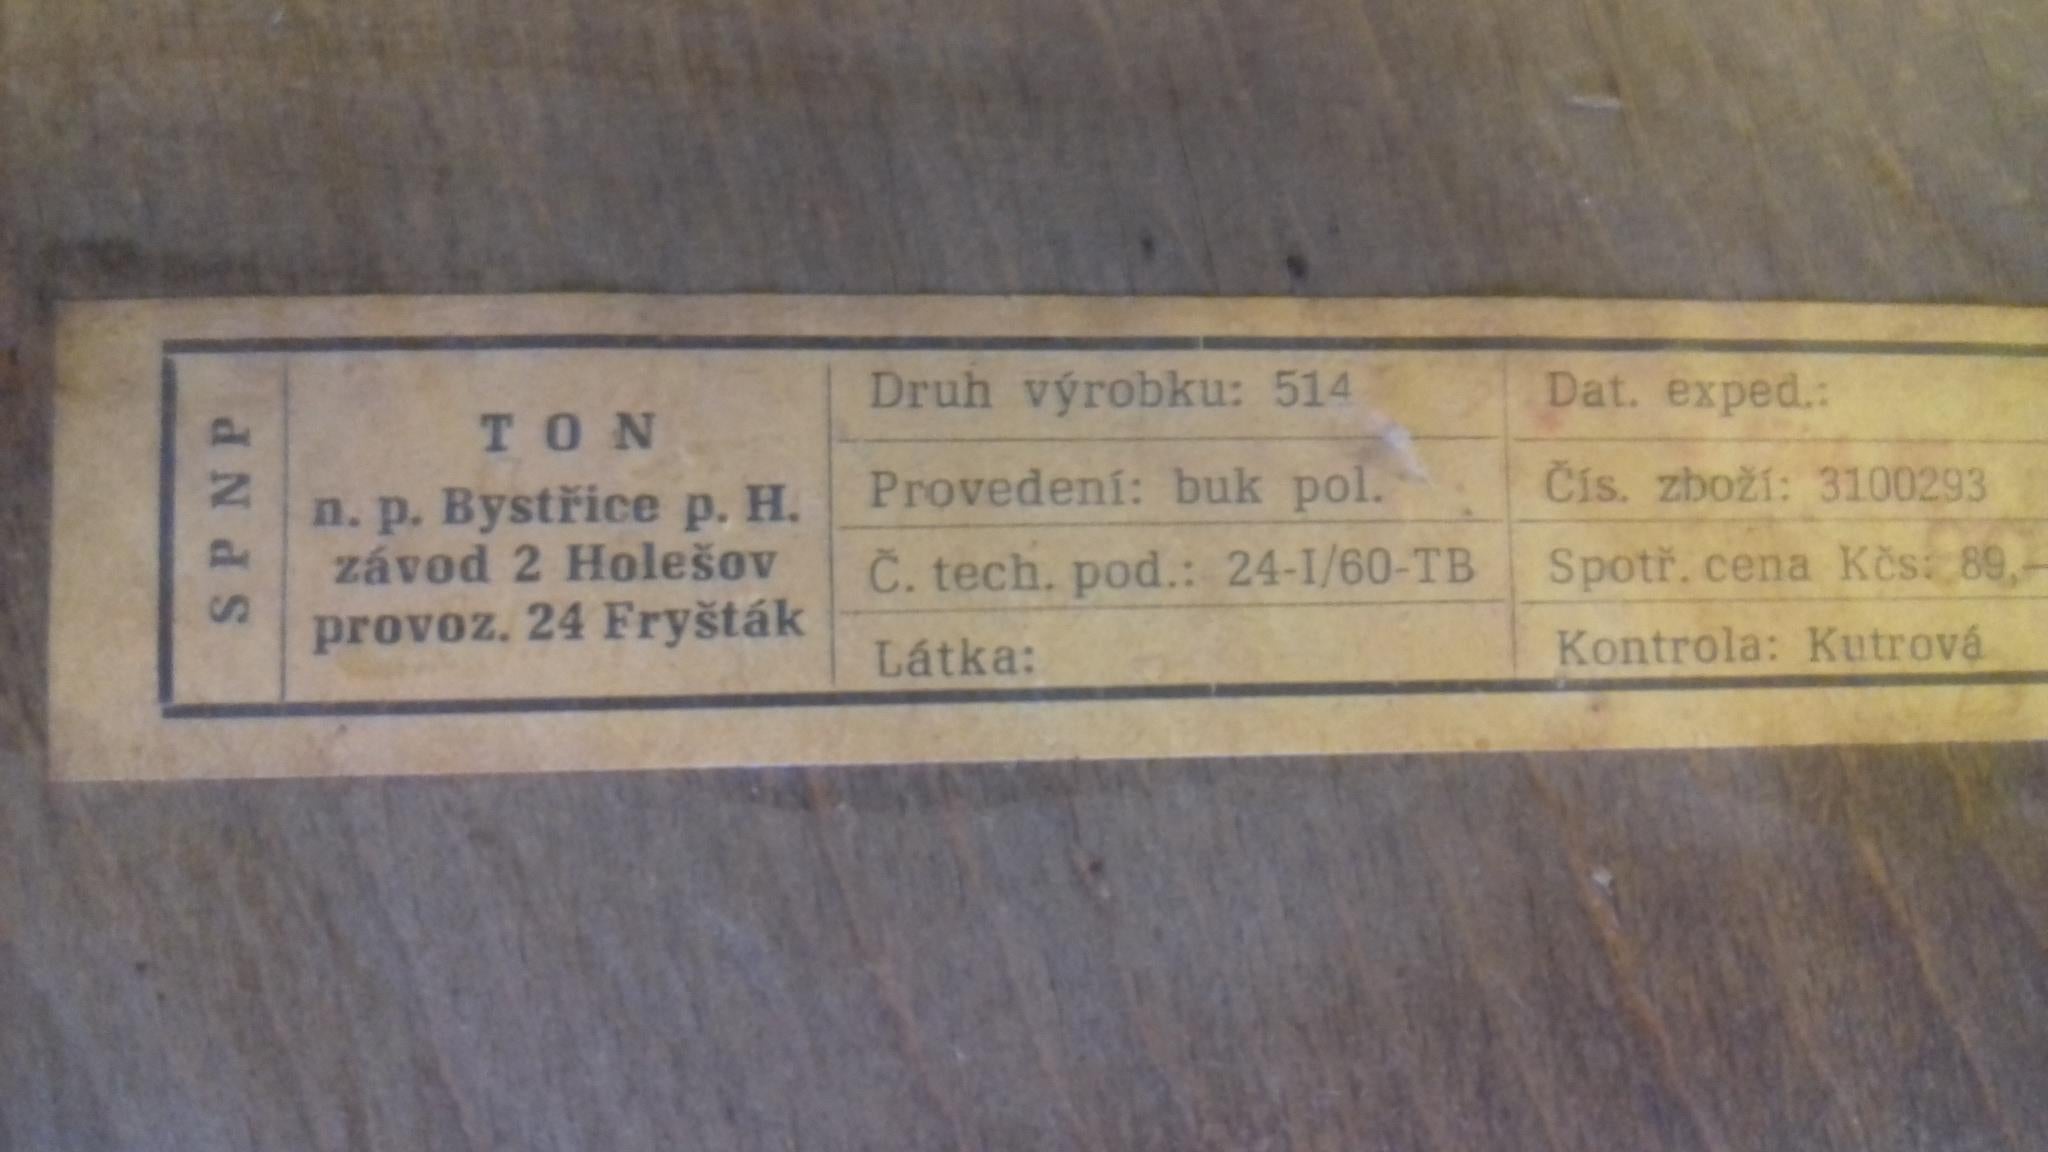 SPNP
TON
n. p. Bystřice p. H.
závod 2 Holešov
provoz. 24 Fryšták
Druh výrobku: 514
Provedení: buk pol.
Č. tech. pod.: 24-I/60-TB
Látka:
Dat. exped.:
Čís. zboží: 3100293
Spotř. cena Kčs: 89,—
Kontrola: Kutrová